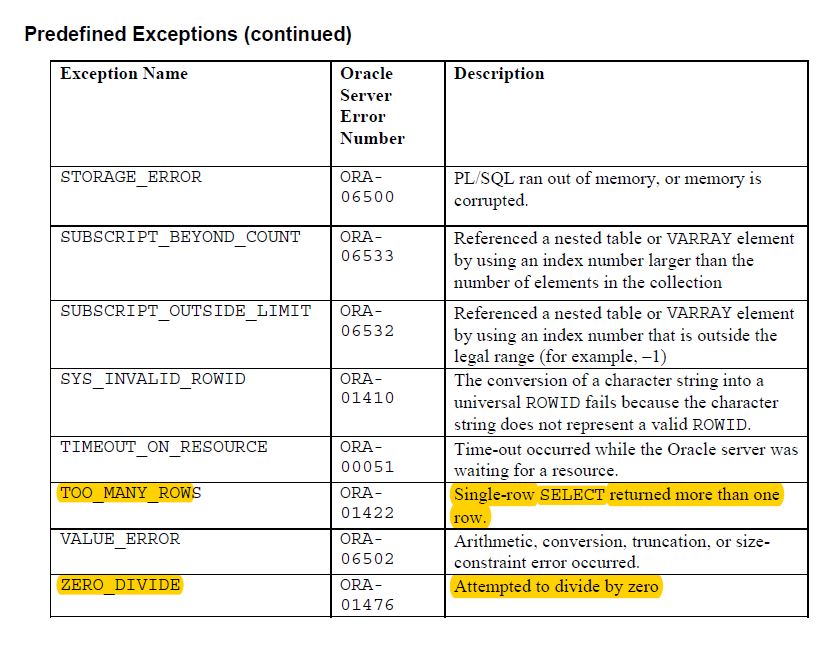 Predefined Exceptions (continued)
Exception Name
Oracle
Server
Error
Number
Description
STORAGE_ERROR
ORA-
06500
PL/SQL ran out of memory, or memory is
corrupted.
SUBSCRIPT_BEYOND_COUNT
ORA-
06533
Referenced a nested table or VARRAY element
by using an index number larger than the
number of elements in the collection
SUBSCRIPT_OUTSIDE_LIMIT
ORA-
06532
Referenced a nested table or VARRAY element
by using an index number that is outside the
legal range (for example, –1)
SYS_INVALID_ROWID
ORA-
01410
The conversion of a character string into a
universal ROWID fails because the character
string does not represent a valid ROWID.
TIMEOUT_ON_RESOURCE
ORA-
00051
Time-out occurred while the Oracle server was
waiting for a resource.
TOO_MANY_ROWS
ORA-
01422
Single-row SELECT returned more than one
row.
VALUE_ERROR
ORA-
06502
Arithmetic, conversion, truncation, or size-
constraint error occurred.
ZERO_DIVIDE
ORA-
01476
Attempted to divide by zero